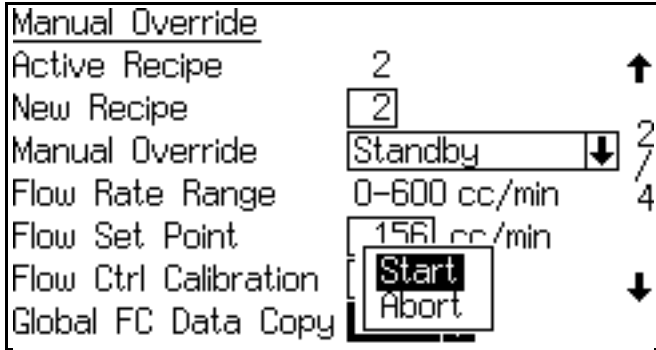 Manual Override
Active Recipe 2
New Recipe 2
Manual Override Standby
Flow Rate Range 0-600 cc/min
Flow Set Point 156 cc/min
Flow Ctrl Calibration Start
Abort
Global FC Data Copy
2/4